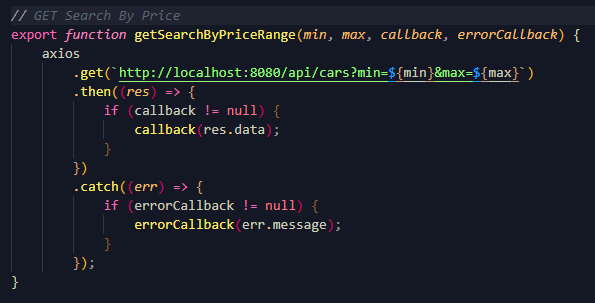 // GET Search By Price
export function getSearchByPriceRange(min, max, callback, errorCallback) {
    axios
        .get(`http://localhost:8080/api/cars?min=${min}&max=${max}`)
        .then((res) => {
            if (callback != null) {
                callback(res.data);
            }
        })
        .catch((err) => {
            if (errorCallback != null) {
                errorCallback(err.message);
            }
        });
}